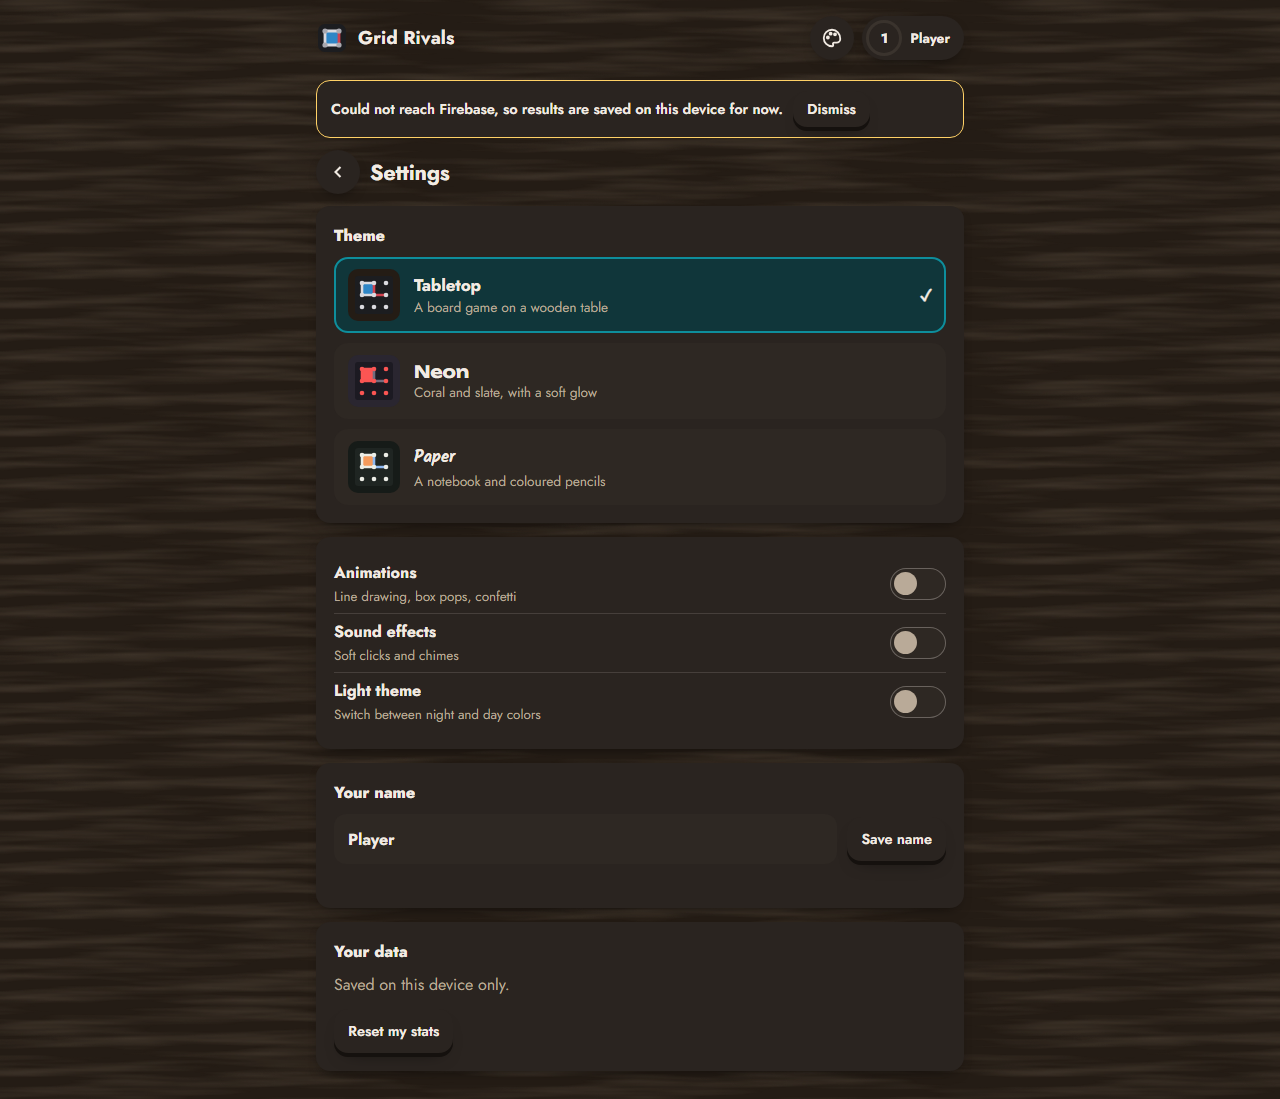 Grid Rivals
1 Player
Could not reach Firebase, so results are saved on this device for now. Dismiss
Settings
Theme
Tabletop
A board game on a wooden table
Neon
Coral and slate, with a soft glow
Paper
A notebook and coloured pencils
Animations
Line drawing, box pops, confetti
Sound effects
Soft clicks and chimes
Light theme
Switch between night and day colors
Your name
Player Save name
Your data
Saved on this device only.
Reset my stats